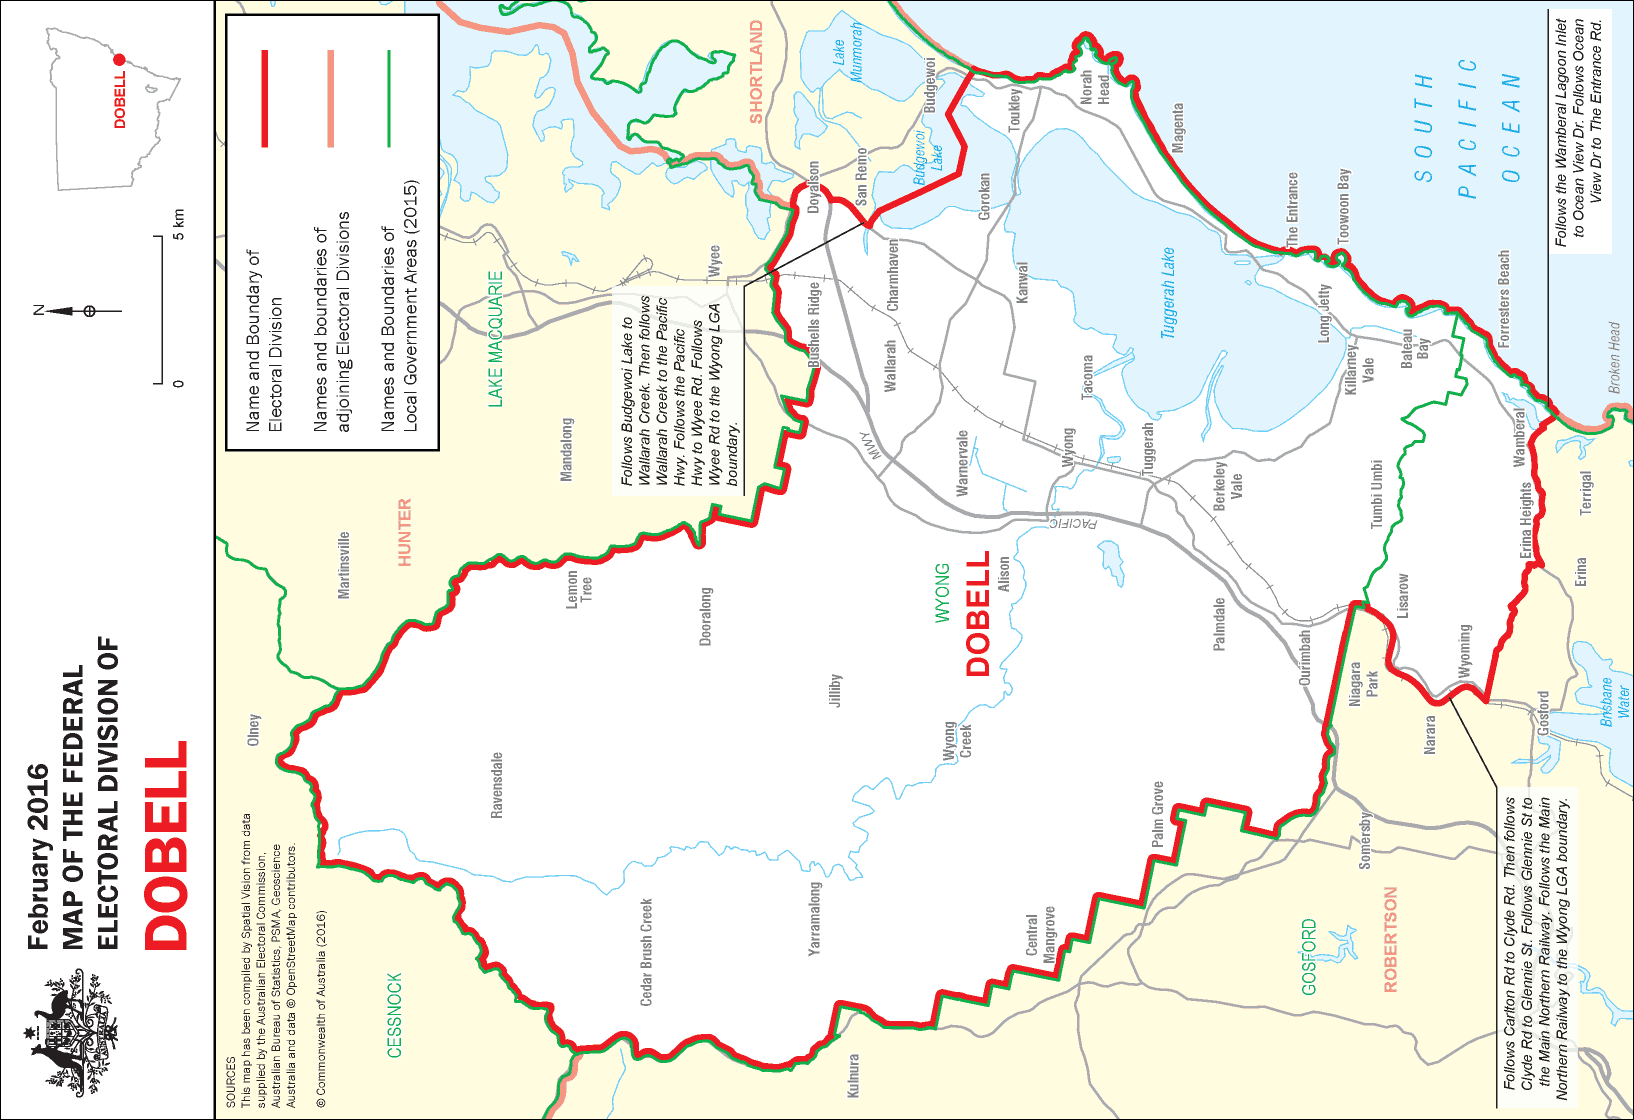 February 2016
MAP OF THE FEDERAL
ELECTORAL DIVISION OF
DOBELL
DOBELL
N
0
5 km
Name and Boundary of
Electoral Division
Names and boundaries of
adjoining Electoral Divisions
Names and Boundaries of
Local Government Areas (2015)
SOURCES
This map has been compiled by Spatial Vision from data
supplied by the Australian Electoral Commission,
Australian Bureau of Statistics, PSMA, Geoscience
Australia and data © OpenStreetMap contributors.
© Commonwealth of Australia (2016)
Olney
Martinsville
HUNTER
CESSNOCK
Ravensdale
Mandalong
LAKE MACQUARIE
Lemon
Tree
Cedar Brush Creek
Dooralong
Wyee
SHORTLAND
Follows Budgewoi Lake to
Wallarah Creek. Then follows
Wallarah Creek to the Pacific
Hwy. Follows the Pacific
Hwy to Wyee Rd. Follows
Wyee Rd to the Wyong LGA
boundary.
Lake
Munmorah
Doyalson
San Remo
Budgewoi
Budgewoi
Lake
Bushells Ridge
Charmhaven
Wallarah
Jilliby
Yarramalong
Kulnura
MWY
Warnervale
WYONG
DOBELL
Alison
Wyong
Creek
Gorokan
Toukley
Kanwal
Norah
Head
Magenta
Tuggerah Lake
Tacoma
Wyong
PACIFIC
Tuggerah
Central
Mangrove
Palm Grove
Berkeley
Vale
Palmdale
Ourimbah
The Entrance
Toowoon Bay
Long Jetty
Killarney
Vale
Bateau
Bay
Tumbi Umbi
Lisarow
Niagara
Park
Narara
Wyoming
Forresters Beach
Wamberal
Erina Heights
Terrigal
Erina
Gosford
Brisbane
Water
Broken Head
Somersby
GOSFORD
ROBERTSON
SOUTH
PACIFIC
OCEAN
Follows the Wamberal Lagoon Inlet
to Ocean View Dr. Follows Ocean
View Dr to The Entrance Rd.
Follows Carlton Rd to Clyde Rd. Then follows
Clyde Rd to Glennie St. Follows Glennie St to
the Main Northern Railway. Follows the Main
Northern Railway to the Wyong LGA boundary.